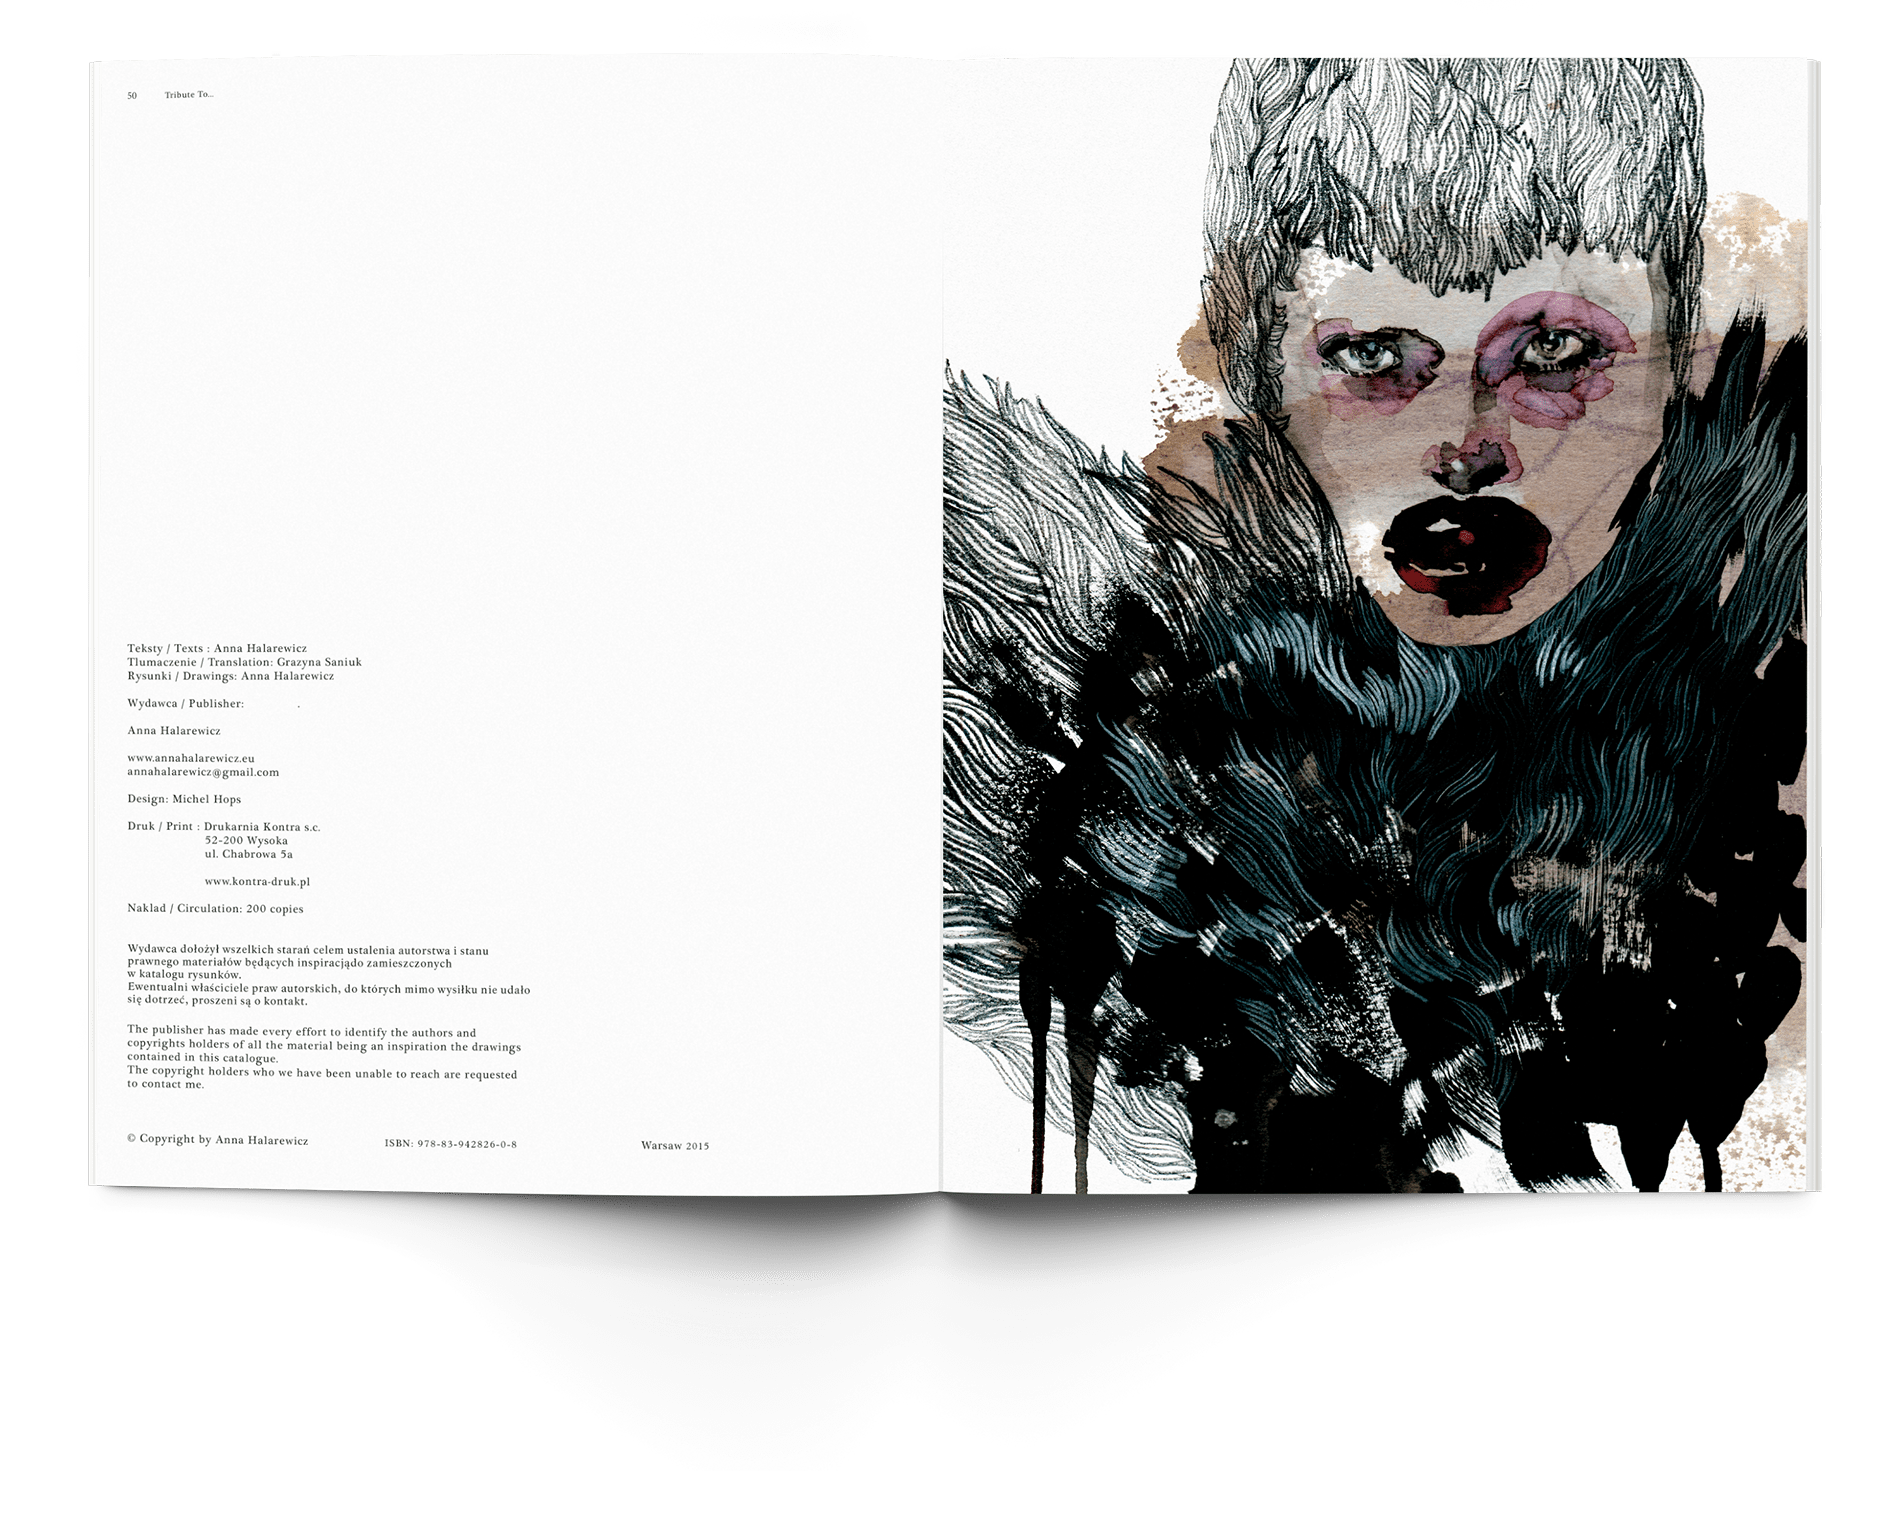 50 Tribute To...
Teksty / Texts : Anna Halarewicz
Tlumaczenie / Translation: Grazyna Saniuk
Rysunki / Drawings: Anna Halarewicz
Wydawca / Publisher: .
Anna Halarewicz
www.annahalarewicz.eu
annahalarewicz@gmail.com
Design: Michel Hops
Druk / Print : Drukarnia Kontra s.c.
52-200 Wysoka
ul. Chabrowa 5a
www.kontra-druk.pl
Naklad / Circulation: 200 copies
Wydawca dołożył wszelkich starań celem ustalenia autorstwa i stanu
prawnego materiałów będących inspiracjądo zamieszczonych
w katalogu rysunków.
Ewentualni właściciele praw autorskich, do których mimo wysiłku nie udało
się dotrzeć, proszeni są o kontakt.
The publisher has made every effort to identify the authors and
copyrights holders of all the material being an inspiration the drawings
contained in this catalogue.
The copyright holders who we have been unable to reach are requested
to contact me.
© Copyright by Anna Halarewicz ISBN: 978-83-942826-0-8 Warsaw 2015